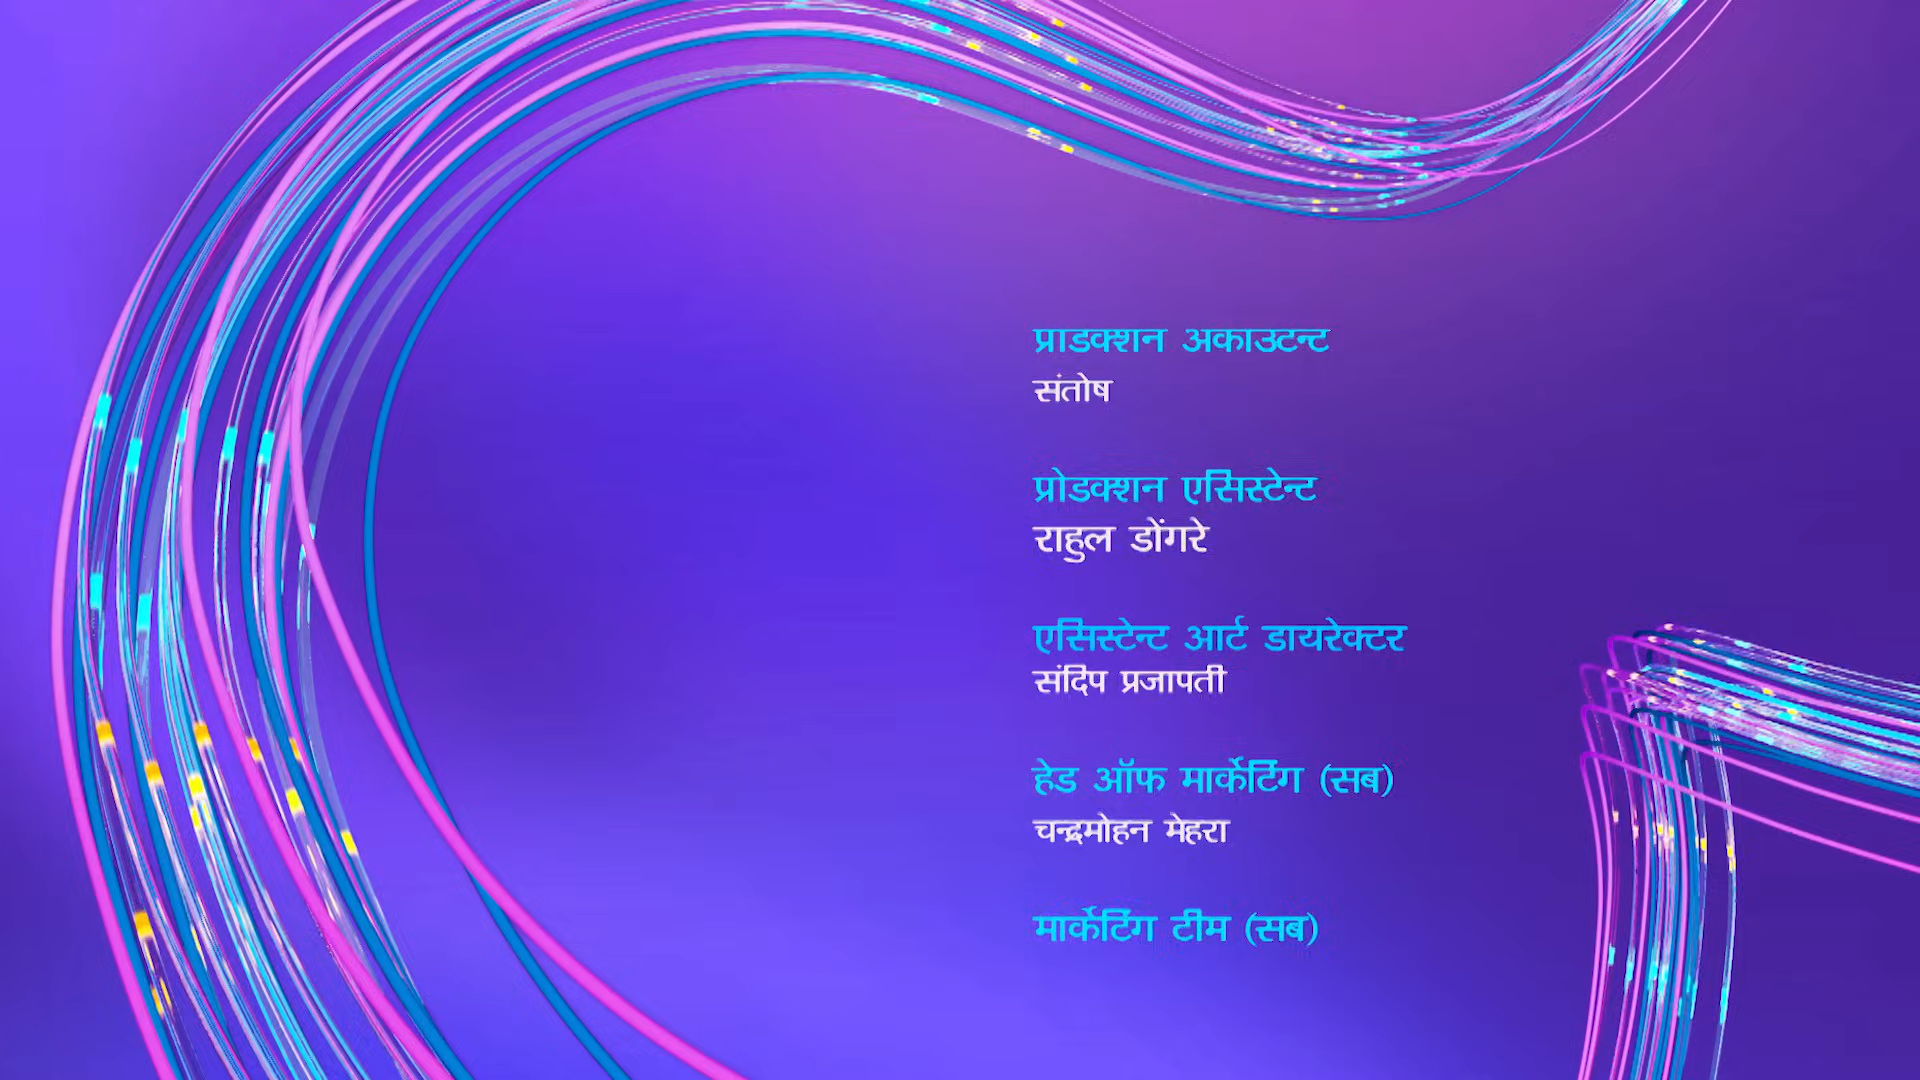 प्राडक्शन अकाउटन्ट
संतोष
प्रोडक्शन एसिस्टेन्ट
राहुल डोंगरे
एसिस्टेन्ट आर्ट डायरेक्टर
संदिप प्रजापती
हेड ऑफ मार्केटिंग (सब)
चन्द्रमोहन मेहरा
मार्केटिंग टीम (सब)